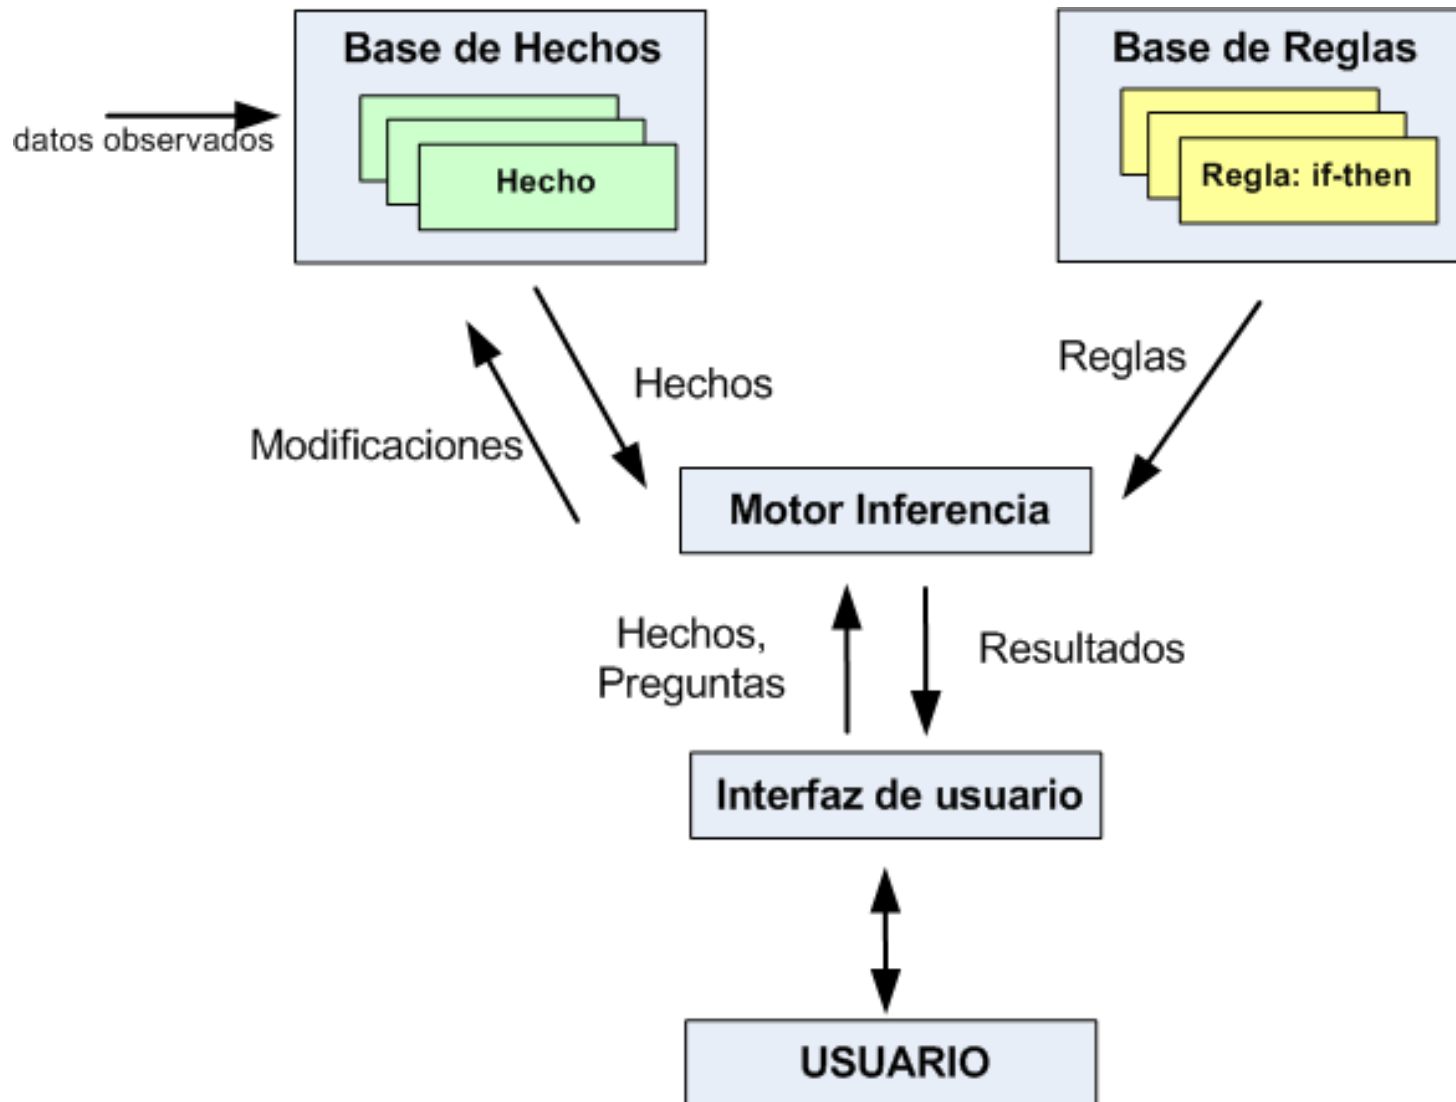 Base de Hechos
Base de Reglas
datos observados
Hecho
Regla: if-then
Hechos
Reglas
Modificaciones
Motor Inferencia
Hechos,
Preguntas
Resultados
Interfaz de usuario
USUARIO